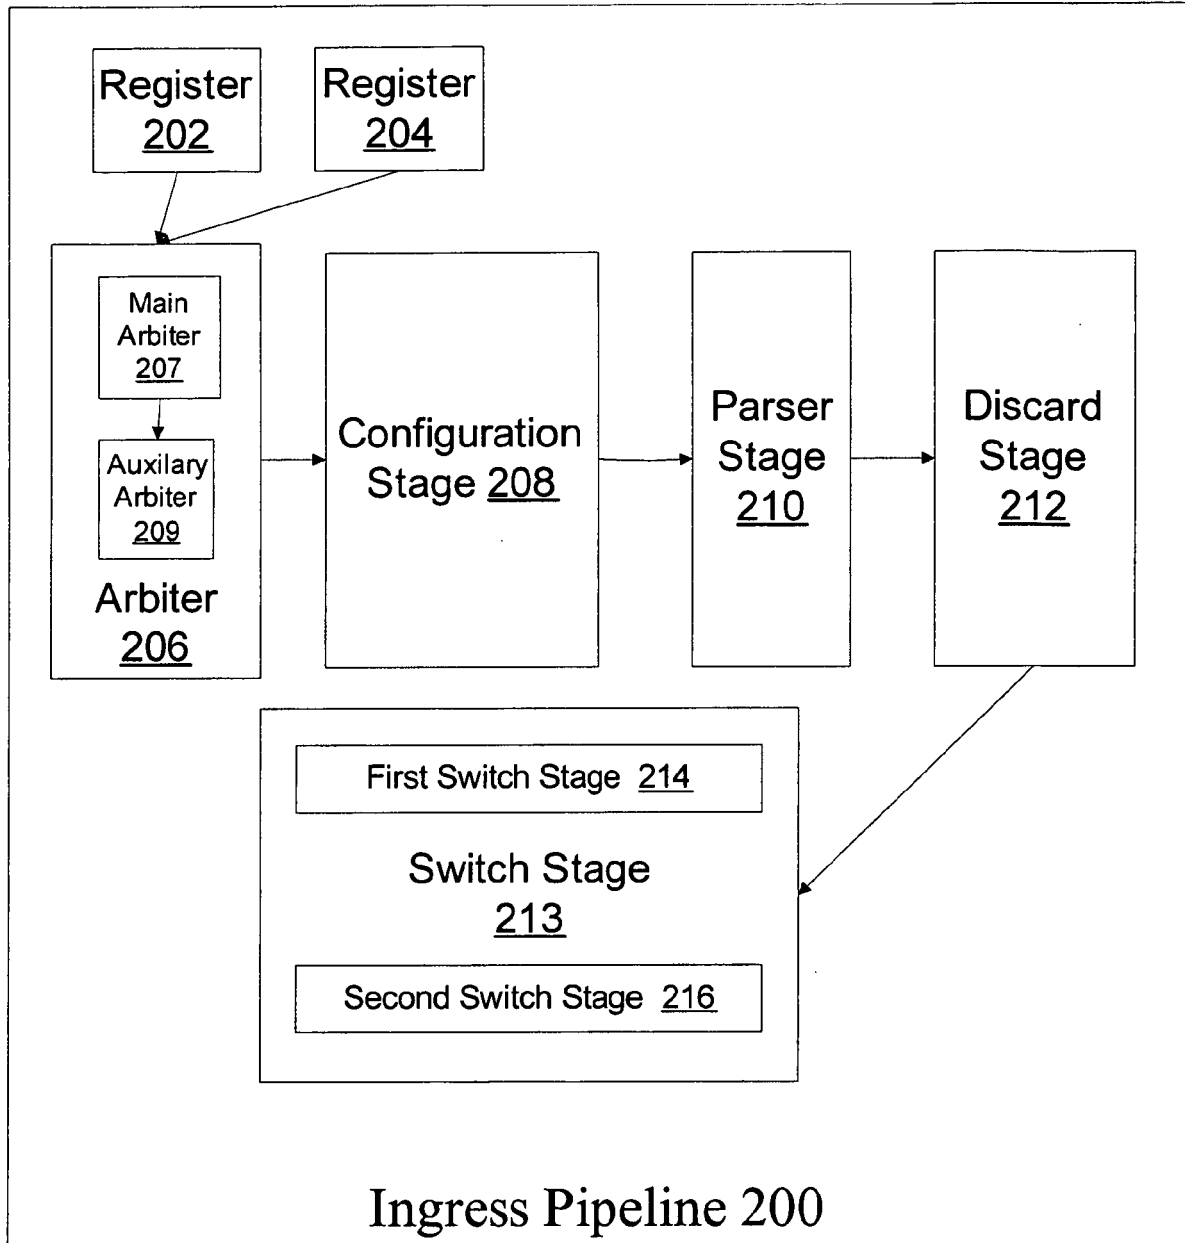 Register
202
Register
204
Main
Arbiter
207
Auxilary
Arbiter
209
Arbiter
206
Configuration
Stage 208
Parser
Stage
210
Discard
Stage
212
First Switch Stage 214
Switch Stage
213
Second Switch Stage 216
Ingress Pipeline 200